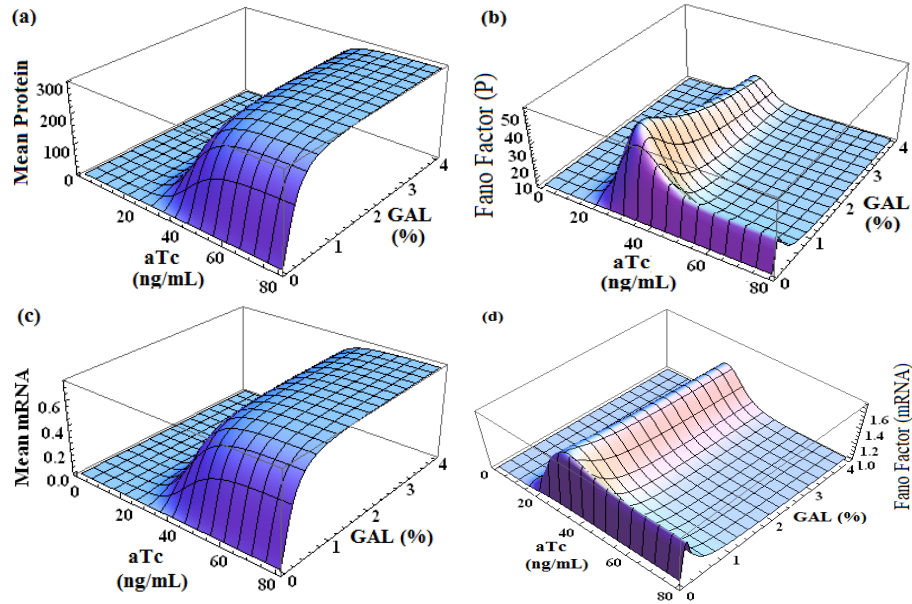 (a)
Mean Protein
300
200
100
0
20
40
60
80
aTc
(ng/mL)
0
1
2
3
4
GAL
(%)
(b)
Fano Factor (P)
50
40
30
20
10
0
20
40
60
80
aTc
(ng/mL)
0
1
2
3
4
GAL
(%)
(c)
Mean mRNA
0.6
0.4
0.2
0.0
0
20
40
60
80
aTc
(ng/mL)
0
1
2
3
4
GAL (%)
(d)
Fano Factor (mRNA)
1.6
1.4
1.2
1.0
0
20
40
60
80
aTc
(ng/mL)
0
1
2
3
4
GAL (%)